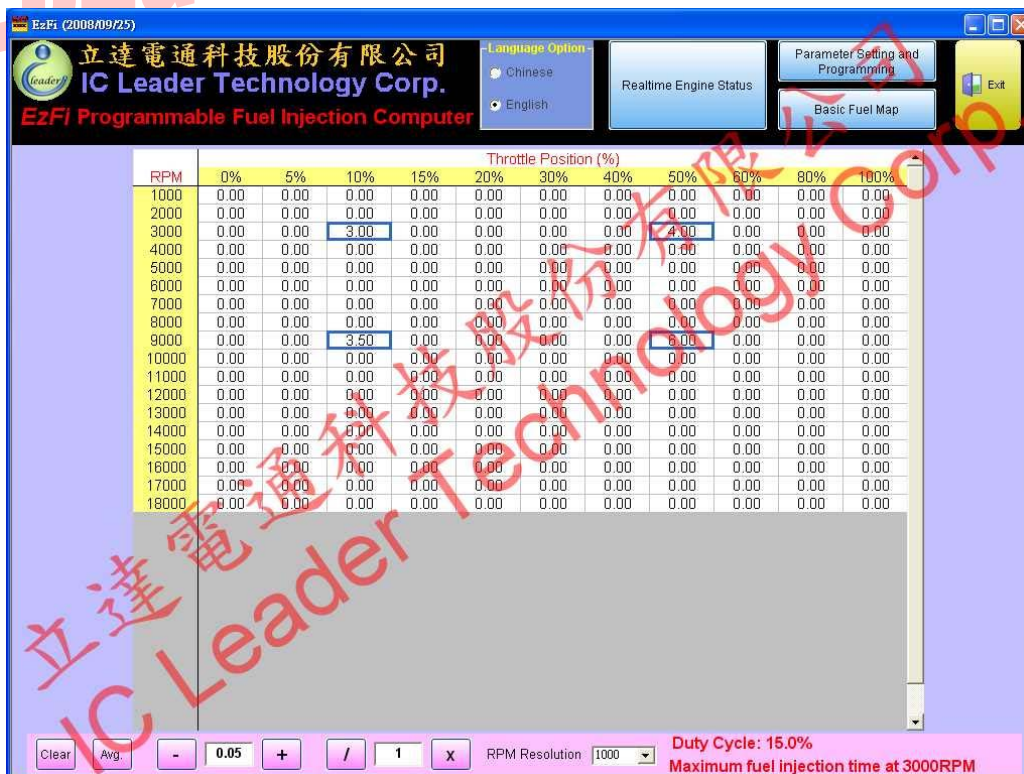 EzFi (2008/09/25)
立達電通科技股份有限公司
IC Leader Technology Corp.
EzFi Programmable Fuel Injection Computer
Language Option
Chinese
English
Realtime Engine Status
Parameter Setting and
Programming
Basic Fuel Map
Exit
Throttle Position (%)
RPM 0% 5% 10% 15% 20% 30% 40% 50% 60% 80% 100%
1000 0.00 0.00 0.00 0.00 0.00 0.00 0.00 0.00 0.00 0.00 0.00
2000 0.00 0.00 0.00 0.00 0.00 0.00 0.00 0.00 0.00 0.00 0.00
3000 0.00 0.00 3.00 0.00 0.00 0.00 0.00 4.00 0.00 0.00 0.00
4000 0.00 0.00 0.00 0.00 0.00 0.00 0.00 0.00 0.00 0.00 0.00
5000 0.00 0.00 0.00 0.00 0.00 0.00 0.00 0.00 0.00 0.00 0.00
6000 0.00 0.00 0.00 0.00 0.00 0.00 0.00 0.00 0.00 0.00 0.00
7000 0.00 0.00 0.00 0.00 0.00 0.00 0.00 0.00 0.00 0.00 0.00
8000 0.00 0.00 0.00 0.00 0.00 0.00 0.00 0.00 0.00 0.00 0.00
9000 0.00 0.00 3.50 0.00 0.00 0.00 0.00 6.00 0.00 0.00 0.00
10000 0.00 0.00 0.00 0.00 0.00 0.00 0.00 0.00 0.00 0.00 0.00
11000 0.00 0.00 0.00 0.00 0.00 0.00 0.00 0.00 0.00 0.00 0.00
12000 0.00 0.00 0.00 0.00 0.00 0.00 0.00 0.00 0.00 0.00 0.00
13000 0.00 0.00 0.00 0.00 0.00 0.00 0.00 0.00 0.00 0.00 0.00
14000 0.00 0.00 0.00 0.00 0.00 0.00 0.00 0.00 0.00 0.00 0.00
15000 0.00 0.00 0.00 0.00 0.00 0.00 0.00 0.00 0.00 0.00 0.00
16000 0.00 0.00 0.00 0.00 0.00 0.00 0.00 0.00 0.00 0.00 0.00
17000 0.00 0.00 0.00 0.00 0.00 0.00 0.00 0.00 0.00 0.00 0.00
18000 0.00 0.00 0.00 0.00 0.00 0.00 0.00 0.00 0.00 0.00 0.00
立達電通科技股份有限公司
IC Leader Technology Corp.
Clear Avg. - 0.05 + / 1 x RPM Resolution 1000
Duty Cycle: 15.0%
Maximum fuel injection time at 3000RPM